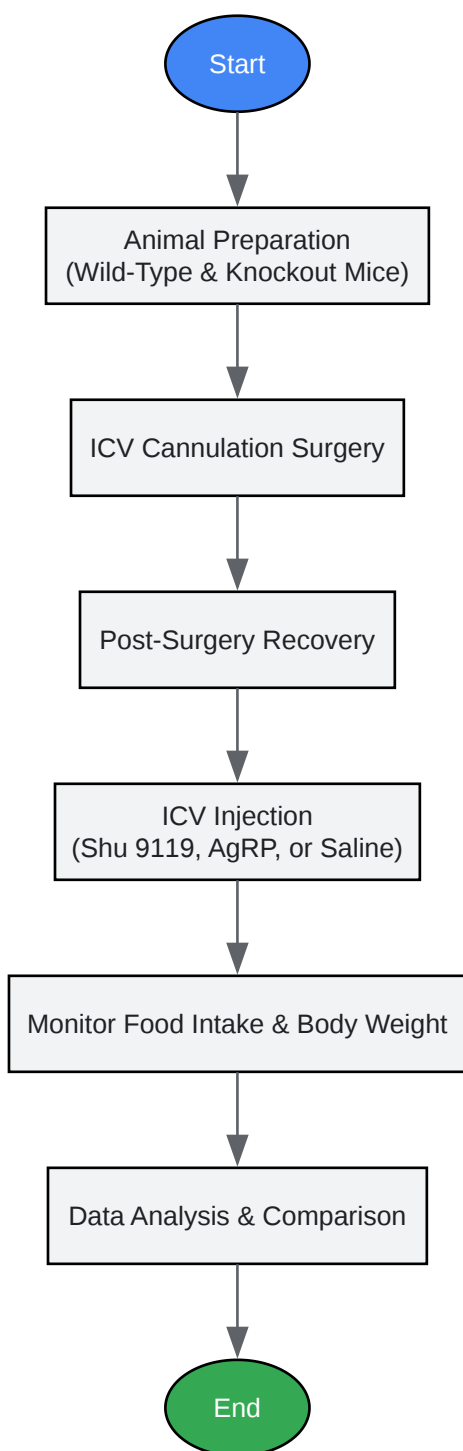 Start
Animal Preparation
(Wild-Type & Knockout Mice)
ICV Cannulation Surgery
Post-Surgery Recovery
ICV Injection
(Shu 9119, AgRP, or Saline)
Monitor Food Intake & Body Weight
Data Analysis & Comparison
End